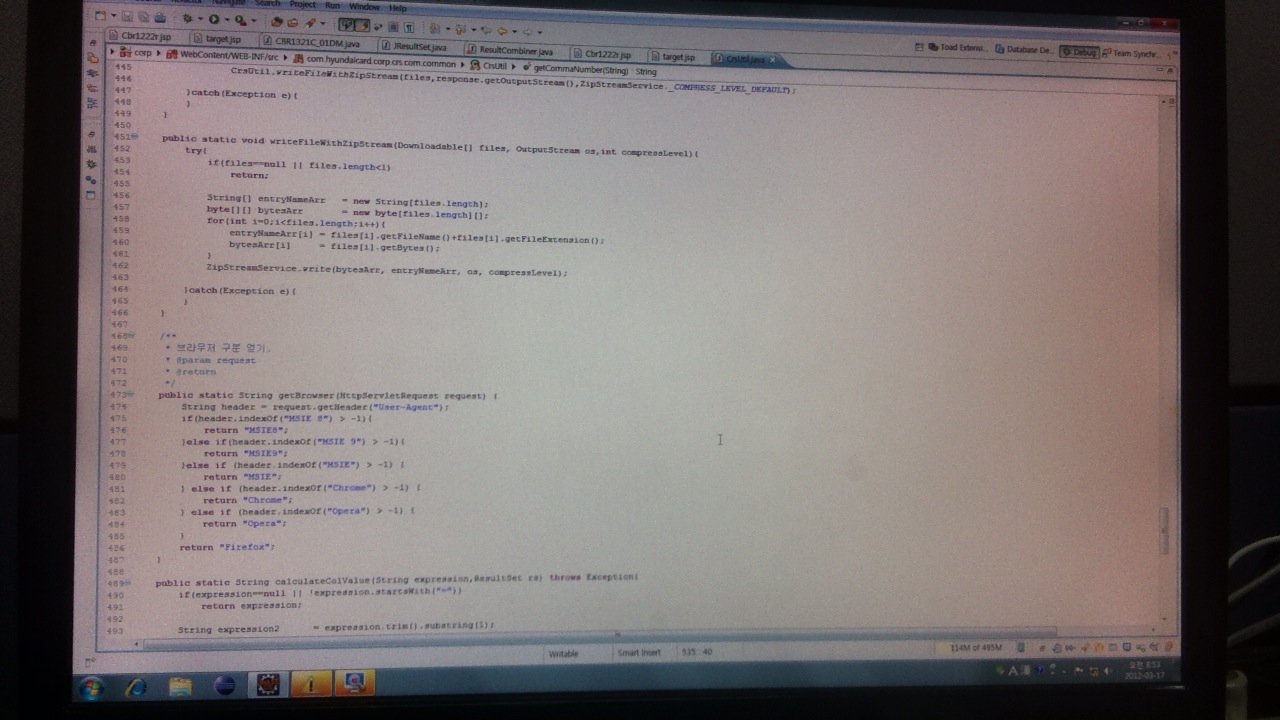 Search Project Run Window Help
Cbr1222r.jsp target.jsp CBR1321C_01DM.java JResultSet.java ResultCombiner.java Cbr1222r.jsp target.jsp CrsUtil.java
Toad Extensi... Database De... Debug Team Synchr...
corp WebContent/WEB-INF/src com.hyundaicard.corp.crs.com.common CrsUtil getCommaNumber(String) : String
445
446 CrsUtil.writeFileWithZipStream(files,response.getOutputStream(),ZipStreamService._COMPRESS_LEVEL_DEFAULT);
447 }catch(Exception e){
448 }
449 }
450
451 public static void writeFileWithZipStream(Downloadable[] files, OutputStream os,int compressLevel){
452 try{
453 if(files==null || files.length<1)
454 return;
455
456 String[] entryNameArr = new String[files.length];
457 byte[][] bytesArr = new byte[files.length][];
458 for(int i=0;i<files.length;i++){
459 entryNameArr[i] = files[i].getFileName()+files[i].getFileExtension();
460 bytesArr[i] = files[i].getBytes();
461 }
462 ZipStreamService.write(bytesArr, entryNameArr, os, compressLevel);
463
464 }catch(Exception e){
465 }
466 }
467
468 /**
469 * 브라우저 구분 얻기.
470 * @param request
471 * @return
472 */
473 public static String getBrowser(HttpServletRequest request) {
474 String header = request.getHeader("User-Agent");
475 if(header.indexOf("MSIE 8") > -1){
476 return "MSIE8";
477 }else if(header.indexOf("MSIE 9") > -1){
478 return "MSIE9";
479 }else if (header.indexOf("MSIE") > -1) {
480 return "MSIE";
481 } else if (header.indexOf("Chrome") > -1) {
482 return "Chrome";
483 } else if (header.indexOf("Opera") > -1) {
484 return "Opera";
485 }
486 return "Firefox";
487 }
488
489 public static String calculateColValue(String expression,ResultSet rs) throws Exception{
490 if(expression==null || !expression.startsWith("="))
491 return expression;
492
493 String expression2 = expression.trim().substring(1);
Writable Smart Insert 535 : 40 114M of 495M
A 漢
오전 8:53
2012-03-17